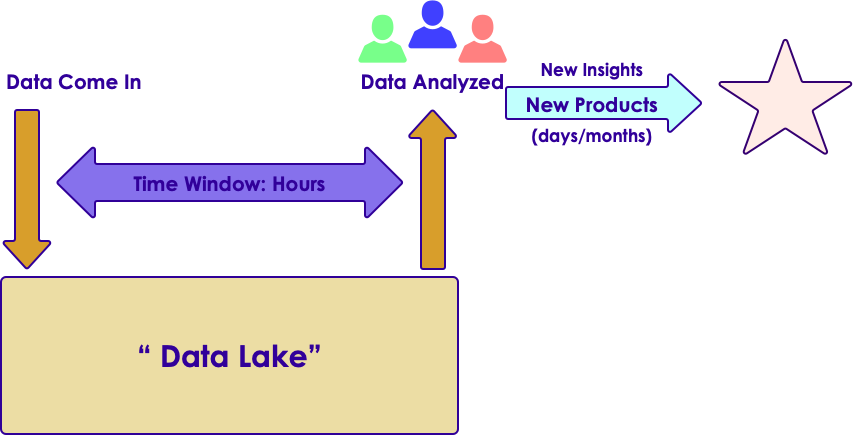 Data Come In
Data Analyzed
New Insights
New Products
(days/months)
Time Window: Hours
“ Data Lake”